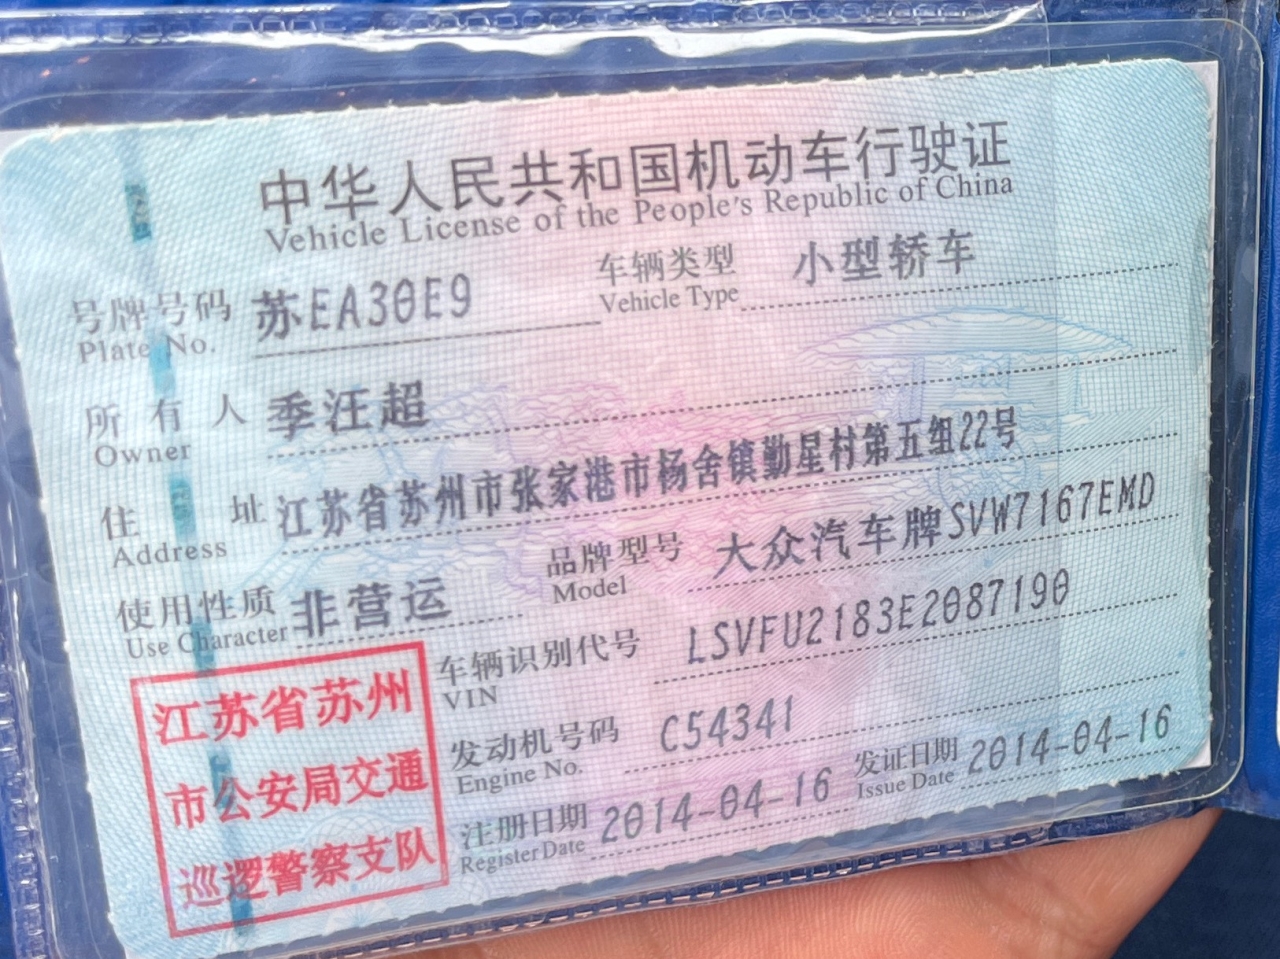 中华人民共和国机动车行驶证
Vehicle License of the People's Republic of China
号牌号码 苏EA30E9 车辆类型 小型轿车
Plate No. Vehicle Type
所有人 季汪超
Owner
住址 江苏省苏州市张家港市杨舍镇勤星村第五组22号
Address
使用性质 非营运 品牌型号 大众汽车牌SVW7167EMD
Use Character Model
车辆识别代号 LSVFU2183E2087190
VIN
发动机号码 C54341
Engine No.
注册日期 2014-04-16 发证日期 2014-04-16
Register Date Issue Date
江苏省苏州
市公安局交通
巡逻警察支队